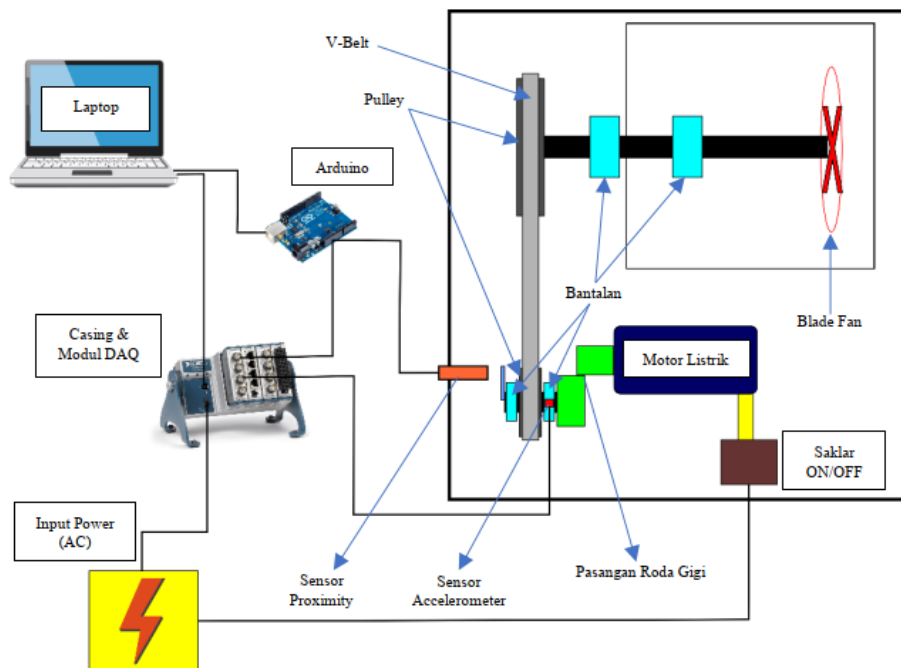 V-Belt
Laptop
Pulley
Arduino
Bantalan
Blade Fan
Casing &
Modul DAQ
Motor Listrik
Saklar
ON/OFF
Input Power
(AC)
Sensor
Proximity
Sensor
Accelerometer
Pasangan Roda Gigi